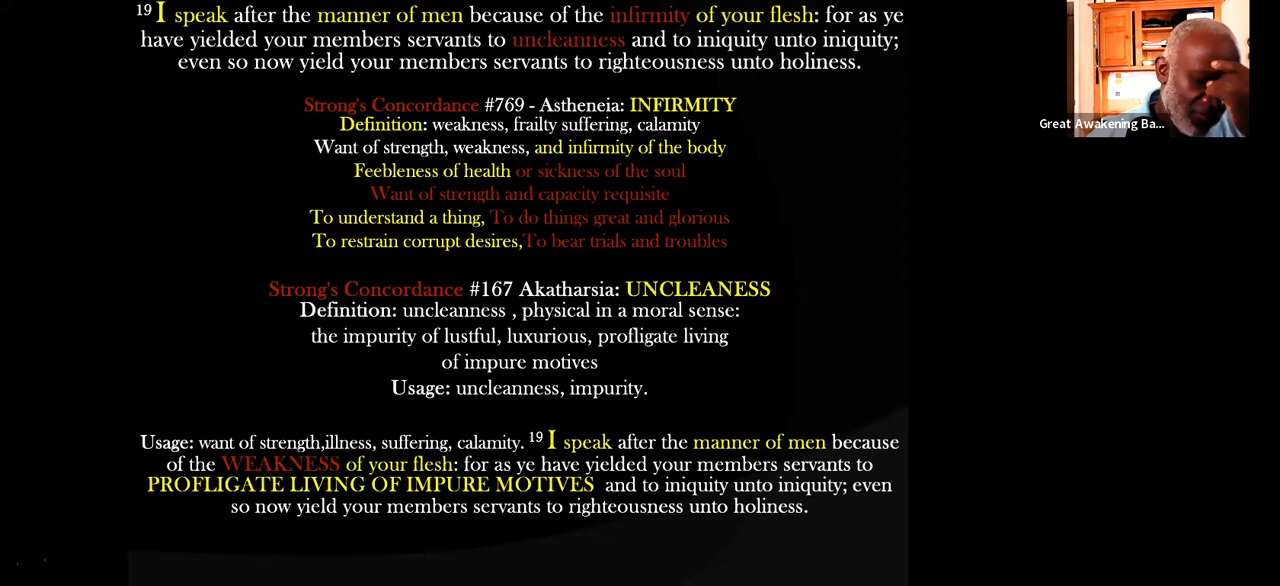 19 I speak after the manner of men because of the infirmity of your flesh: for as ye
have yielded your members servants to uncleanness and to iniquity unto iniquity;
even so now yield your members servants to righteousness unto holiness.
Great Awakening Ba...
Strong's Concordance #769 - Astheneia: INFIRMITY
Definition: weakness, frailty suffering, calamity
Want of strength, weakness, and infirmity of the body
Feebleness of health or sickness of the soul
Want of strength and capacity requisite
To understand a thing, To do things great and glorious
To restrain corrupt desires,To bear trials and troubles
Strong's Concordance #167 Akatharsia: UNCLEANESS
Definition: uncleanness , physical in a moral sense:
the impurity of lustful, luxurious, profligate living
of impure motives
Usage: uncleanness, impurity.
Usage: want of strength,illness, suffering, calamity. 19 I speak after the manner of men because
of the WEAKNESS of your flesh: for as ye have yielded your members servants to
PROFLIGATE LIVING OF IMPURE MOTIVES and to iniquity unto iniquity; even
so now yield your members servants to righteousness unto holiness.